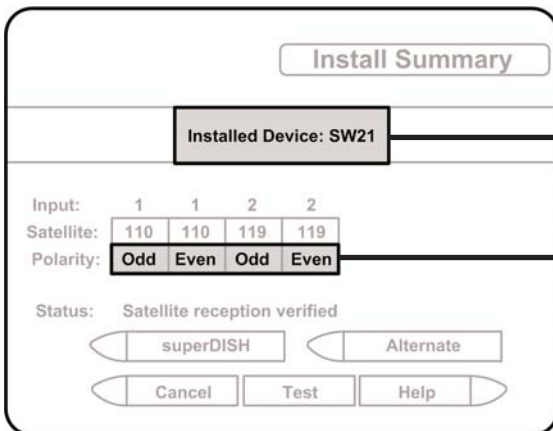 Install Summary
Installed Device: SW21
Input: 1 1 2 2
Satellite: 110 110 119 119
Polarity: Odd Even Odd Even
Status: Satellite reception verified
superDISH Alternate
Cancel Test Help